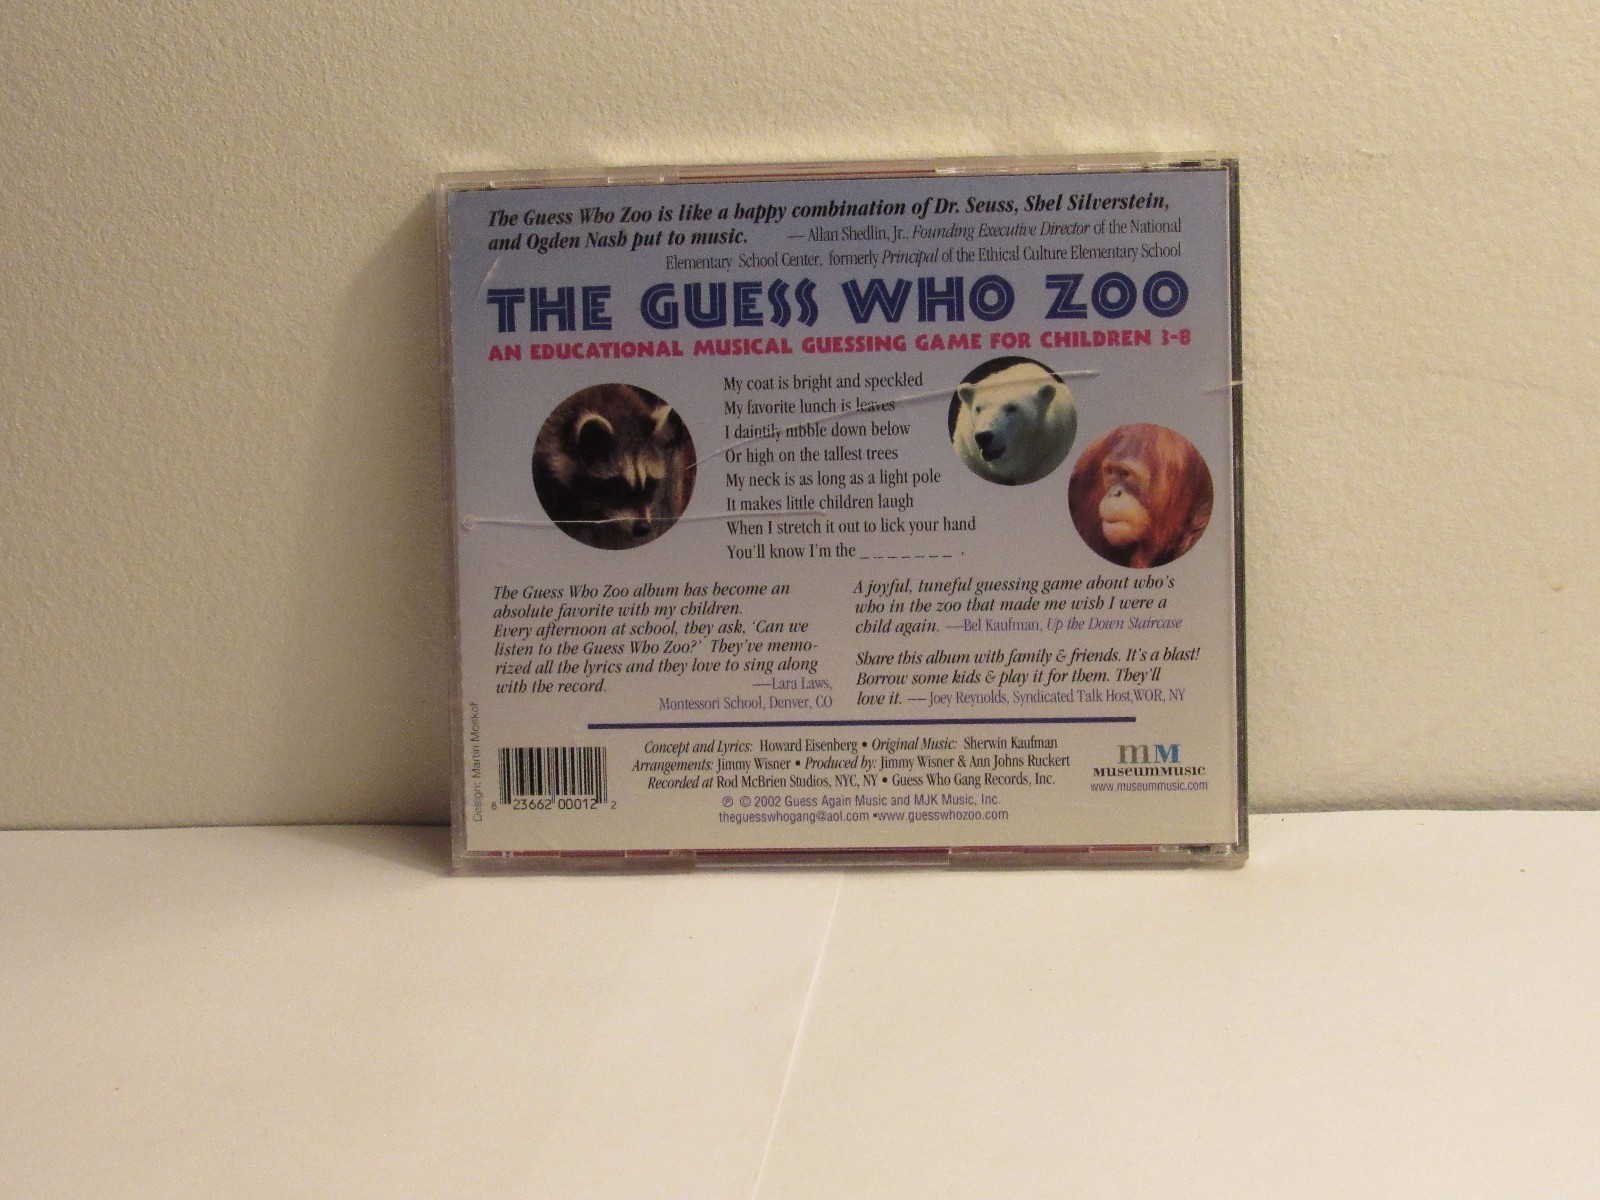 The Guess Who Zoo is like a happy combination of Dr. Seuss, Shel Silverstein,
and Ogden Nash put to music. — Allan Shedlin, Jr., Founding Executive Director of the National
Elementary School Center, formerly Principal of the Ethical Culture Elementary School
THE GUESS WHO ZOO
AN EDUCATIONAL MUSICAL GUESSING GAME FOR CHILDREN 3-8
My coat is bright and speckled
My favorite lunch is leaves
I daintily nibble down below
Or high on the tallest trees
My neck is as long as a light pole
It makes little children laugh
When I stretch it out to lick your hand
You'll know I'm the _ _ _ _ _ _ _ .
The Guess Who Zoo album has become an
absolute favorite with my children.
Every afternoon at school, they ask, 'Can we
listen to the Guess Who Zoo?' They've memo-
rized all the lyrics and they love to sing along
with the record. —Lara Laws,
Montessori School, Denver, CO
A joyful, tuneful guessing game about who's
who in the zoo that made me wish I were a
child again. —Bel Kaufman, Up the Down Staircase
Share this album with family & friends. It's a blast!
Borrow some kids & play it for them. They'll
love it. — Joey Reynolds, Syndicated Talk Host, WOR, NY
Design: Martin Moskof
8 23662 00012 2
Concept and Lyrics: Howard Eisenberg • Original Music: Sherwin Kaufman
Arrangements: Jimmy Wisner • Produced by: Jimmy Wisner & Ann Johns Ruckert
Recorded at Rod McBrien Studios, NYC, NY • Guess Who Gang Records, Inc.
℗ © 2002 Guess Again Music and MJK Music, Inc.
theguesswhogang@aol.com •www.guesswhozoo.com
mM
MUSEUMMUSIC
www.museummusic.com